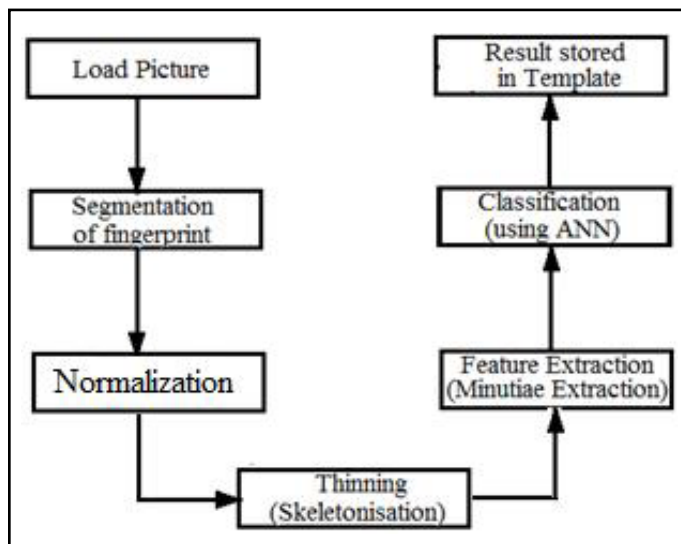 Load Picture
Segmentation
of fingerprint
Normalization
Thinning
(Skeletonisation)
Feature Extraction
(Minutiae Extraction)
Classification
(using ANN)
Result stored
in Template